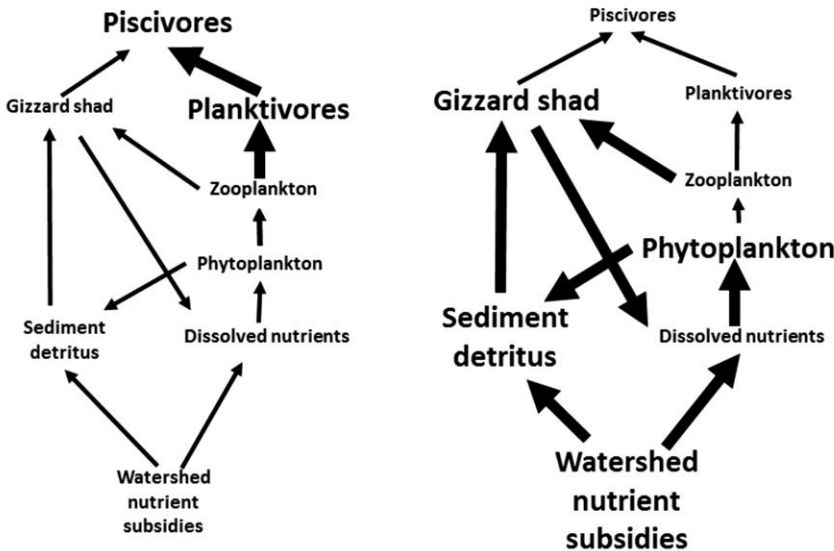 Piscivores
Gizzard shad
Planktivores
Zooplankton
Phytoplankton
Sediment
detritus
Dissolved nutrients
Watershed
nutrient
subsidies
Piscivores
Planktivores
Gizzard shad
Zooplankton
Phytoplankton
Sediment
detritus
Dissolved nutrients
Watershed
nutrient
subsidies